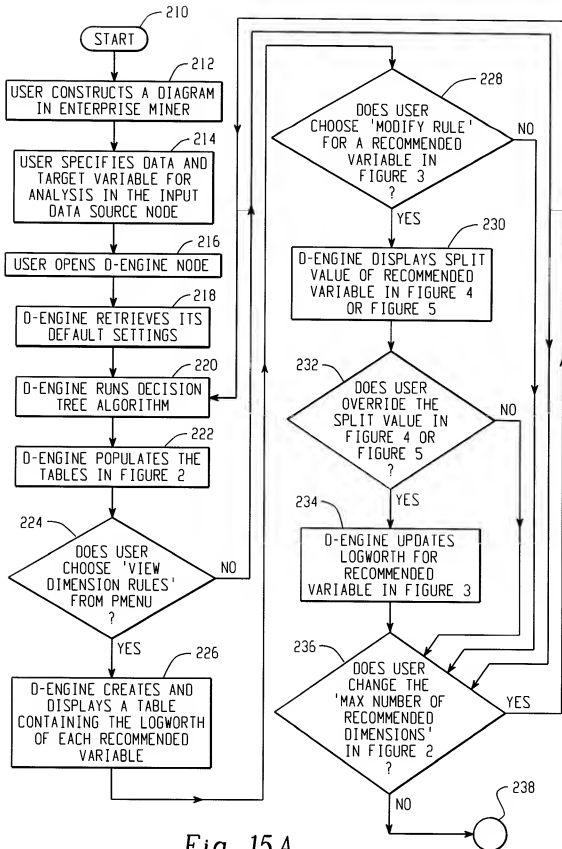 210
START
212
USER CONSTRUCTS A DIAGRAM
IN ENTERPRISE MINER
214
USER SPECIFIES DATA AND
TARGET VARIABLE FOR
ANALYSIS IN THE INPUT
DATA SOURCE NODE
216
USER OPENS D-ENGINE NODE
218
D-ENGINE RETRIEVES ITS
DEFAULT SETTINGS
220
D-ENGINE RUNS DECISION
TREE ALGORITHM
222
D-ENGINE POPULATES THE
TABLES IN FIGURE 2
224
DOES USER
CHOOSE 'VIEW
DIMENSION RULES'
FROM PMENU
?
NO
YES
226
D-ENGINE CREATES AND
DISPLAYS A TABLE
CONTAINING THE LOGWORTH
OF EACH RECOMMENDED
VARIABLE
228
DOES USER
CHOOSE 'MODIFY RULE'
FOR A RECOMMENDED
VARIABLE IN
FIGURE 3
?
NO
YES
230
D-ENGINE DISPLAYS SPLIT
VALUE OF RECOMMENDED
VARIABLE IN FIGURE 4
OR FIGURE 5
232
DOES USER
OVERRIDE THE
SPLIT VALUE IN
FIGURE 4 OR
FIGURE 5
?
NO
YES
234
D-ENGINE UPDATES
LOGWORTH FOR
RECOMMENDED
VARIABLE IN FIGURE 3
236
DOES USER
CHANGE THE
'MAX NUMBER OF
RECOMMENDED
DIMENSIONS'
IN FIGURE 2
?
YES
NO
238
Fig. 15A